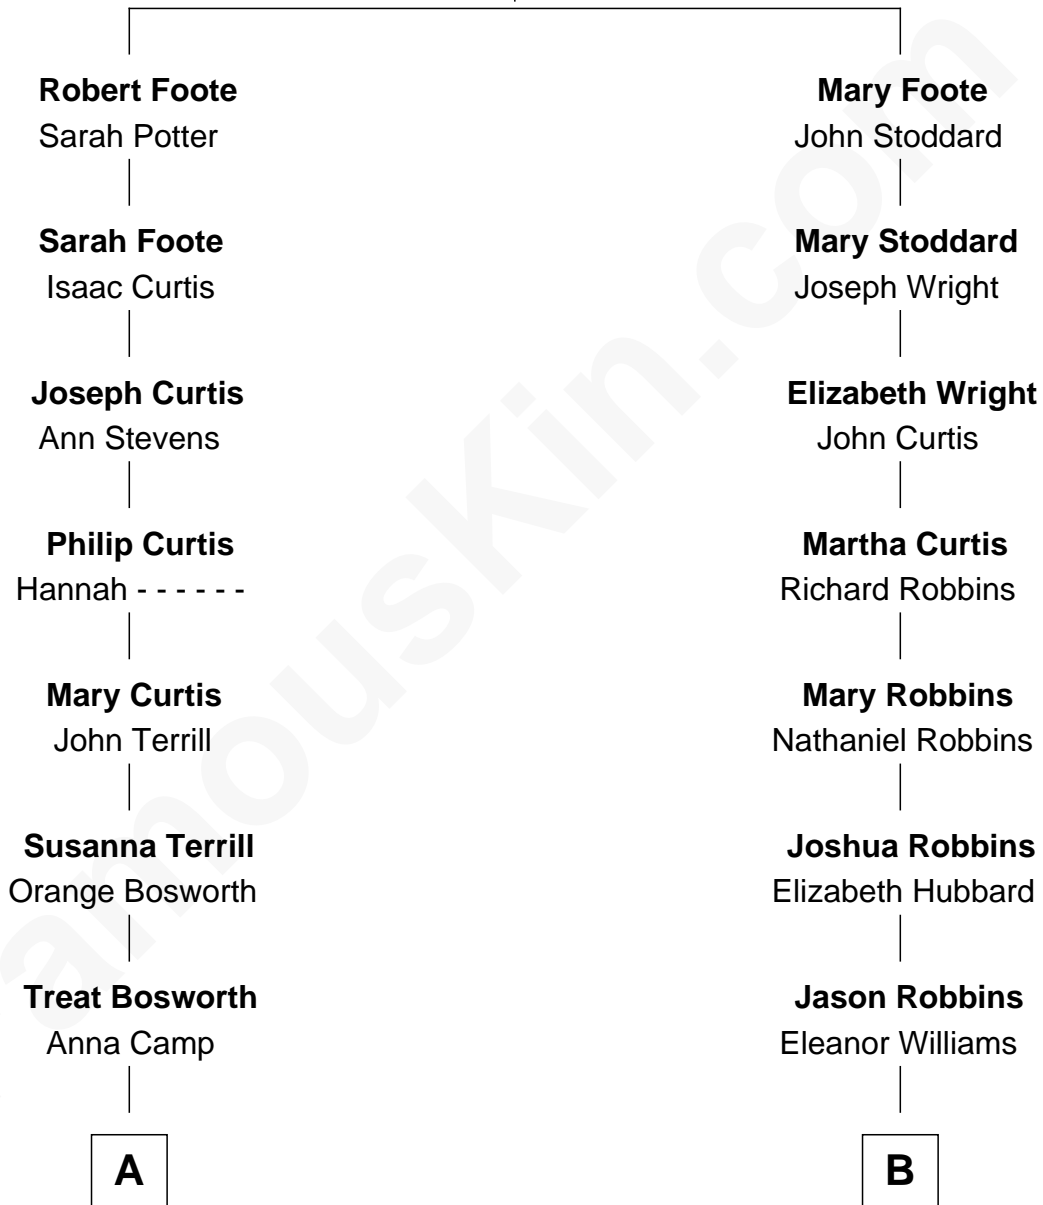 Robert Foote
Sarah Potter
Sarah Foote
Isaac Curtis
Joseph Curtis
Ann Stevens
Philip Curtis
Hannah - - - - - -
Mary Curtis
John Terrill
Susanna Terrill
Orange Bosworth
Treat Bosworth
Anna Camp
A
Mary Foote
John Stoddard
Mary Stoddard
Joseph Wright
Elizabeth Wright
John Curtis
Martha Curtis
Richard Robbins
Mary Robbins
Nathaniel Robbins
Joshua Robbins
Elizabeth Hubbard
Jason Robbins
Eleanor Williams
B
amousKin.com